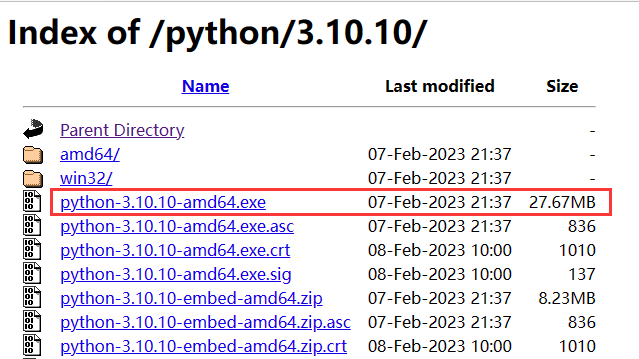 Index of /python/3.10.10/
Name Last modified Size
Parent Directory -
amd64/ 07-Feb-2023 21:37 -
win32/ 07-Feb-2023 21:37 -
python-3.10.10-amd64.exe 07-Feb-2023 21:37 27.67MB
python-3.10.10-amd64.exe.asc 07-Feb-2023 21:37 836
python-3.10.10-amd64.exe.crt 08-Feb-2023 10:00 1010
python-3.10.10-amd64.exe.sig 08-Feb-2023 10:00 137
python-3.10.10-embed-amd64.zip 07-Feb-2023 21:37 8.23MB
python-3.10.10-embed-amd64.zip.asc 07-Feb-2023 21:37 836
python-3.10.10-embed-amd64.zip.crt 08-Feb-2023 10:00 1010